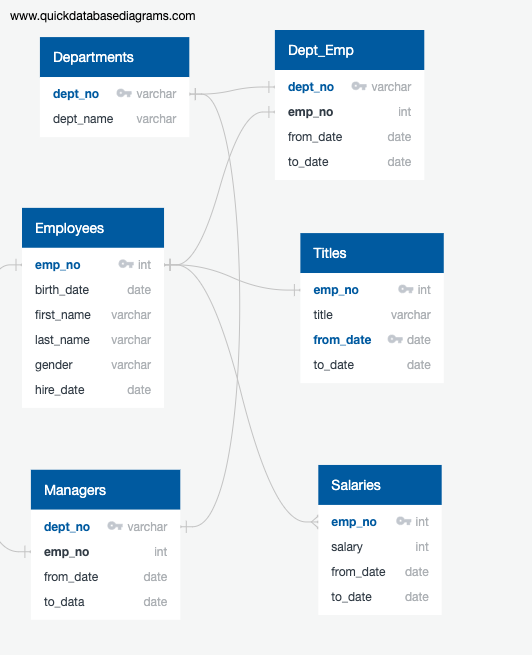 www.quickdatabasediagrams.com
Departments
dept_no varchar
dept_name varchar
Dept_Emp
dept_no varchar
emp_no int
from_date date
to_date date
Employees
emp_no int
birth_date date
first_name varchar
last_name varchar
gender varchar
hire_date date
Titles
emp_no int
title varchar
from_date date
to_date date
Managers
dept_no varchar
emp_no int
from_date date
to_data date
Salaries
emp_no int
salary int
from_date date
to_date date